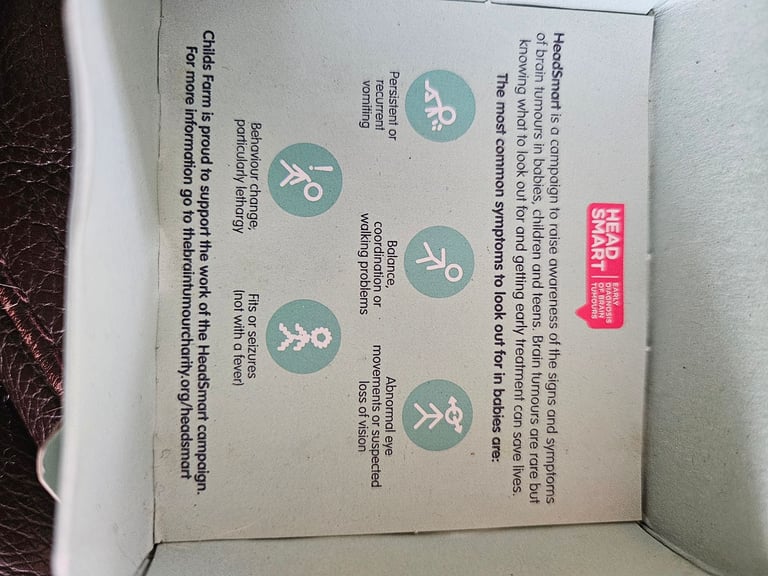 HEAD
SMART
EARLY
DIAGNOSIS
OF BRAIN
TUMOURS
HeadSmart is a campaign to raise awareness of the signs and symptoms
of brain tumours in babies, children and teens. Brain tumours are rare but
knowing what to look out for and getting early treatment can save lives.
The most common symptoms to look out for in babies are:
Persistent or
recurrent
vomiting
Balance,
coordination or
walking problems
Abnormal eye
movements or suspected
loss of vision
Behaviour change,
particularly lethargy
Fits or seizures
(not with a fever)
Childs Farm is proud to support the work of the HeadSmart campaign.
For more information go to thebraintumourcharity.org/headsmart